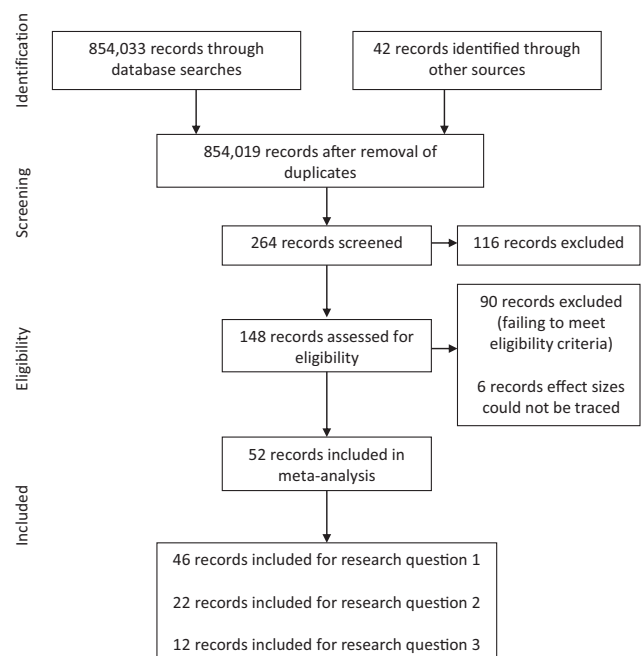 Identification
854,033 records through
database searches
42 records identified through
other sources
Screening
854,019 records after removal of
duplicates
264 records screened
116 records excluded
Eligibility
148 records assessed for
eligibility
90 records excluded
(failing to meet
eligibility criteria)
6 records effect sizes
could not be traced
Included
52 records included in
meta-analysis
46 records included for research question 1
22 records included for research question 2
12 records included for research question 3